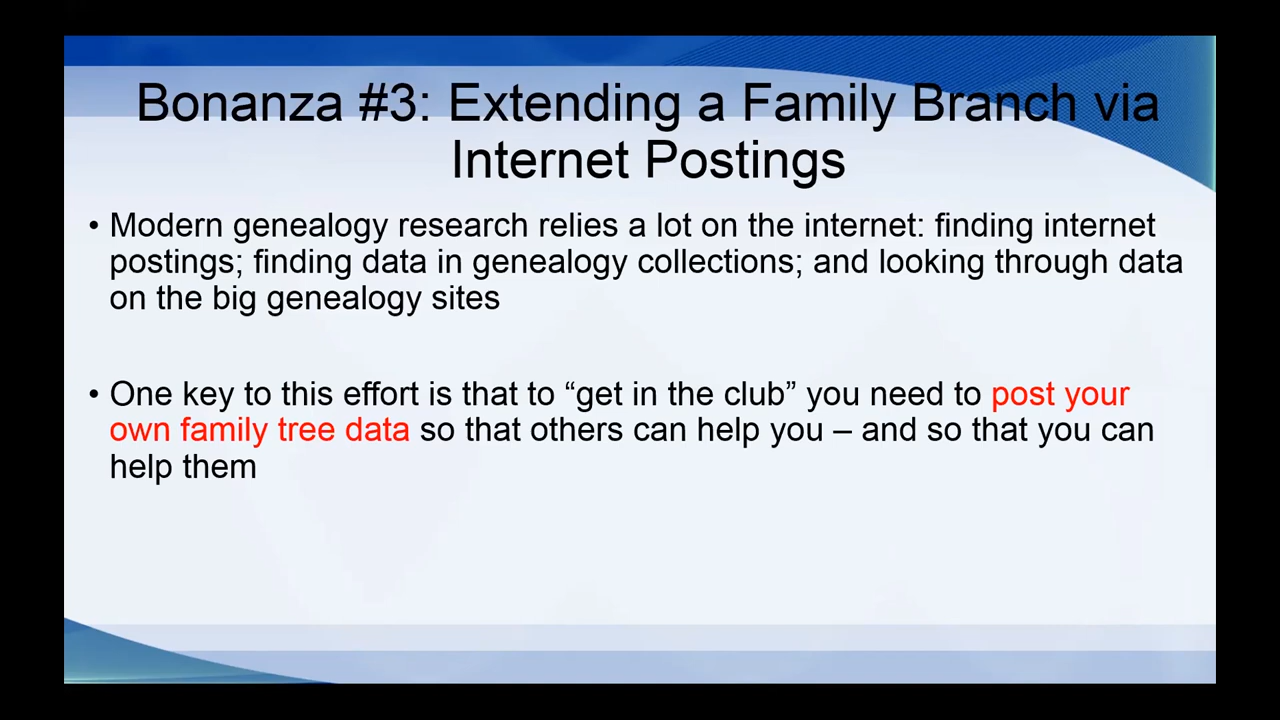 Bonanza #3: Extending a Family Branch via
Internet Postings
• Modern genealogy research relies a lot on the internet: finding internet
postings; finding data in genealogy collections; and looking through data
on the big genealogy sites
• One key to this effort is that to “get in the club” you need to post your
own family tree data so that others can help you – and so that you can
help them